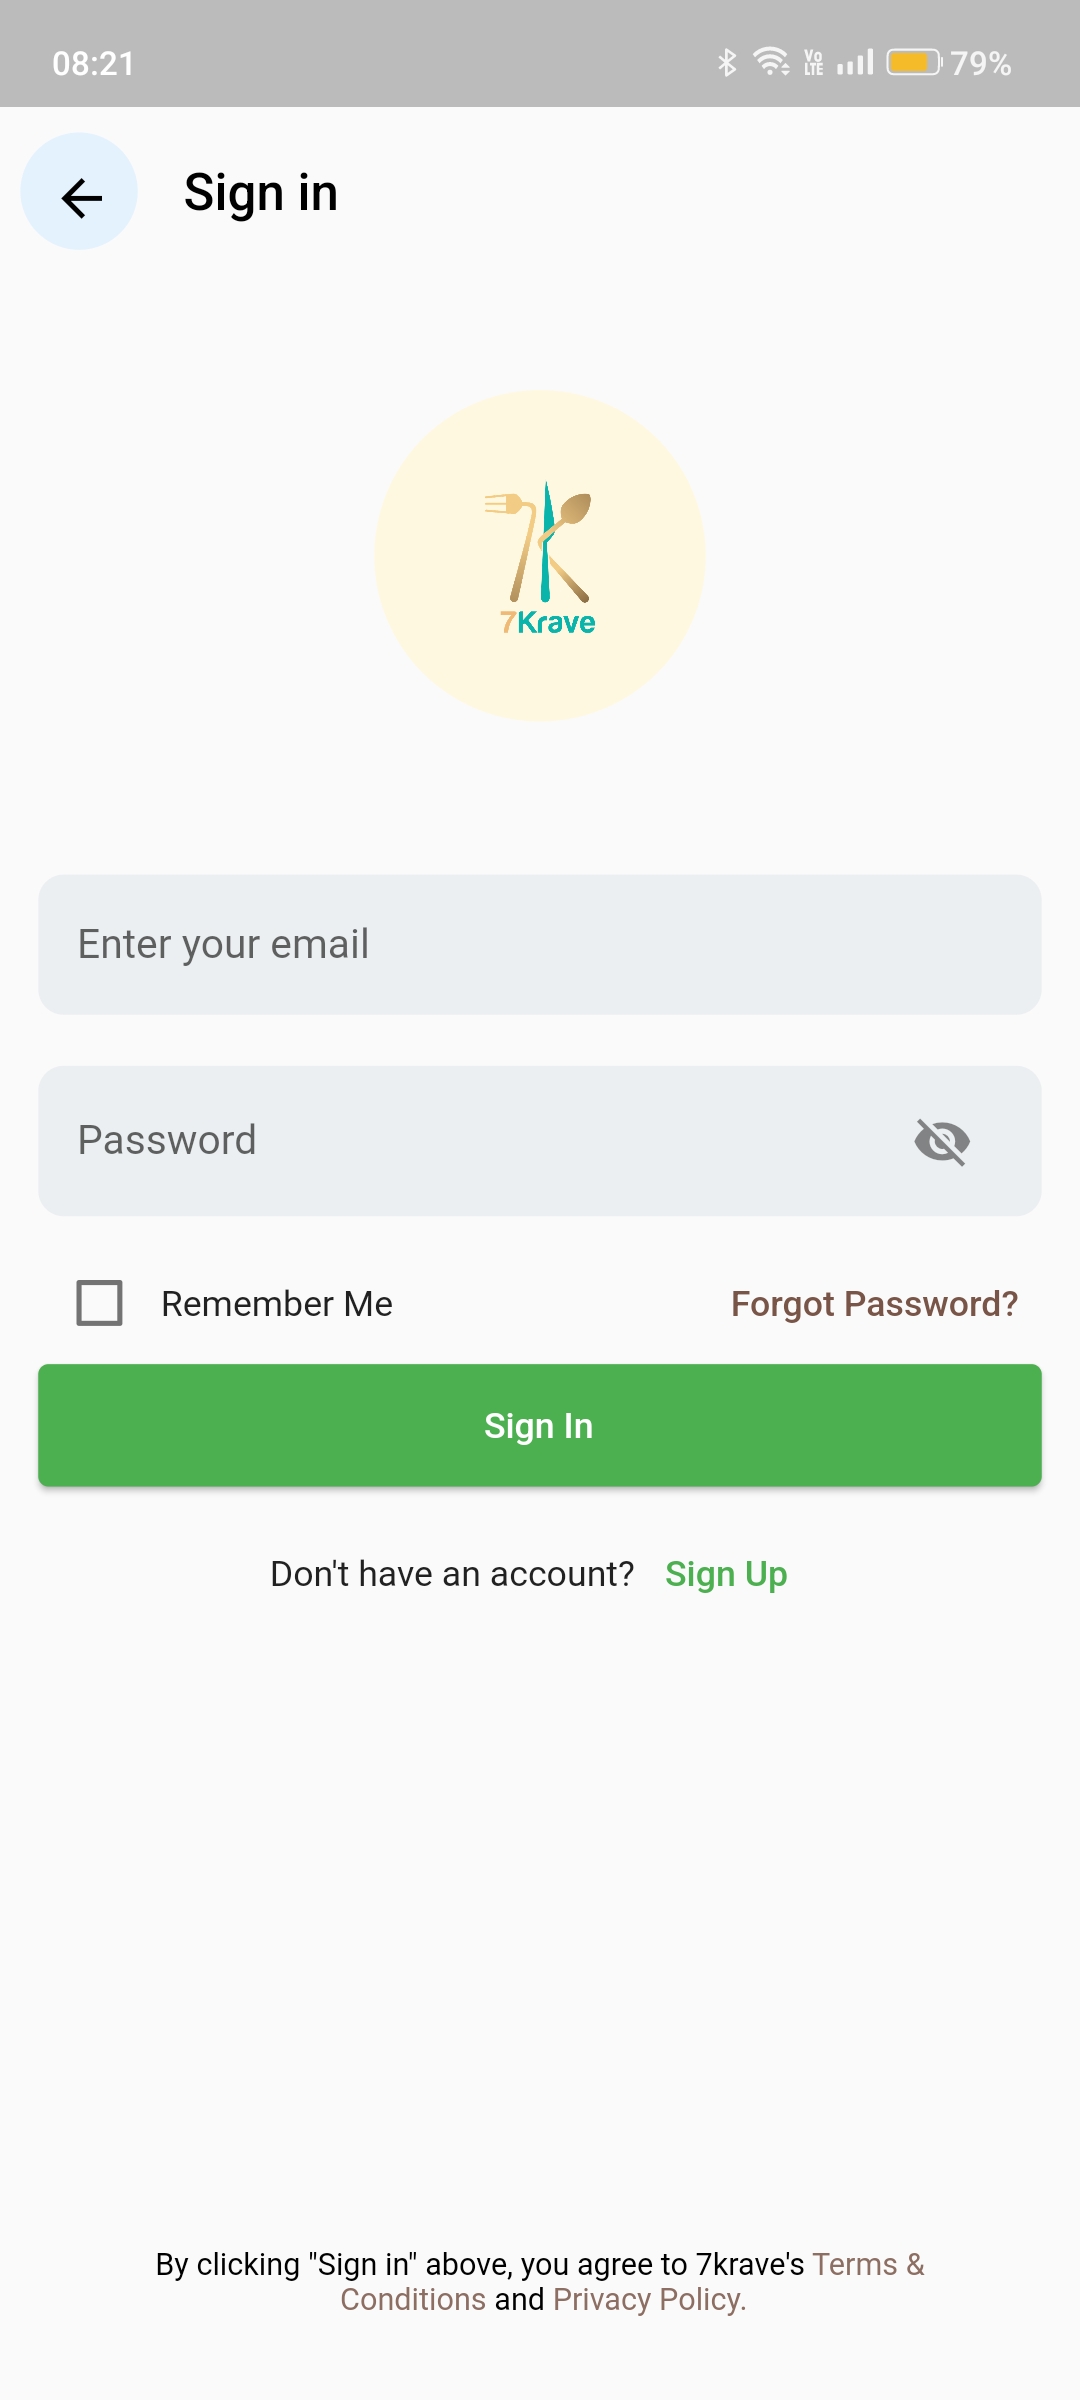 08:21
Vo
LTE
79%
Sign in
7Krave
Enter your email
Password
Remember Me
Forgot Password?
Sign In
Don't have an account? Sign Up
By clicking "Sign in" above, you agree to 7krave's Terms &
Conditions and Privacy Policy.